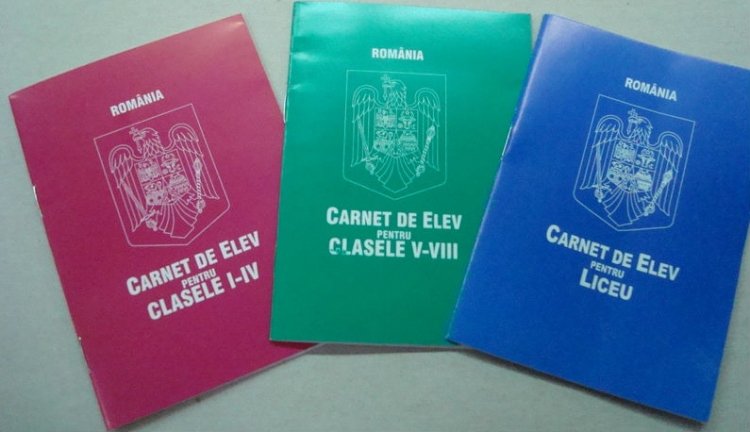 ROMÂNIA
CARNET DE ELEV
PENTRU
CLASELE I-IV
ROMÂNIA
CARNET DE ELEV
PENTRU
CLASELE V-VIII
ROMÂNIA
CARNET DE ELEV
PENTRU
LICEU